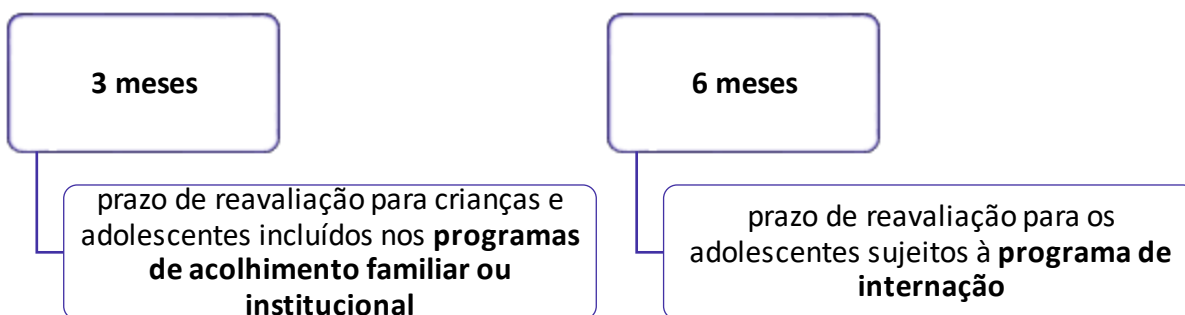 3 meses
prazo de reavaliação para crianças e
adolescentes incluídos nos programas
de acolhimento familiar ou
institucional
6 meses
prazo de reavaliação para os
adolescentes sujeitos à programa de
internação